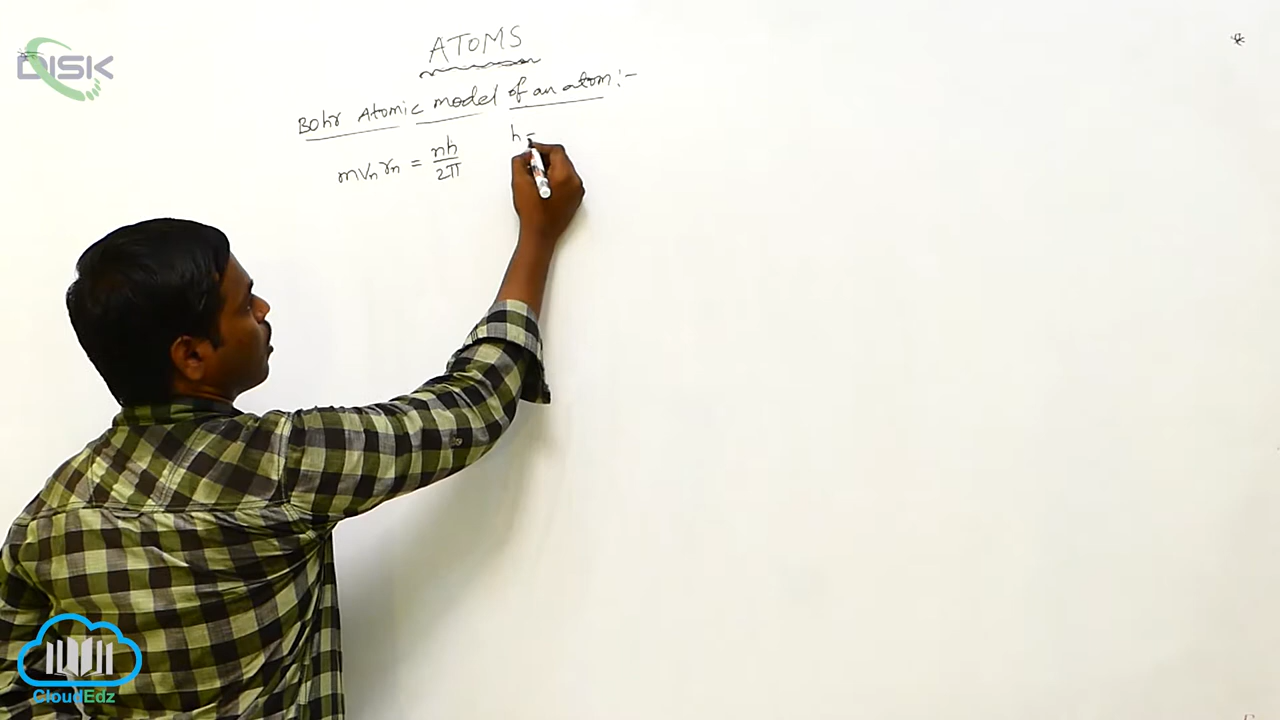 DISK
ATOMS
Bohr Atomic model of an atom:-
mvₙrₙ = nh/2π
h =
CloudEdz